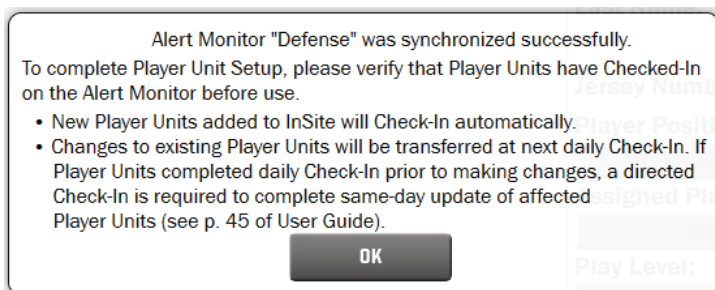 Alert Monitor "Defense" was synchronized successfully.
To complete Player Unit Setup, please verify that Player Units have Checked-In
on the Alert Monitor before use.
• New Player Units added to InSite will Check-In automatically.
• Changes to existing Player Units will be transferred at next daily Check-In. If
Player Units completed daily Check-In prior to making changes, a directed
Check-In is required to complete same-day update of affected
Player Units (see p. 45 of User Guide).
OK
Last Name:
Jersey Numb
Player Positi
Assigned Pla
Play Level: